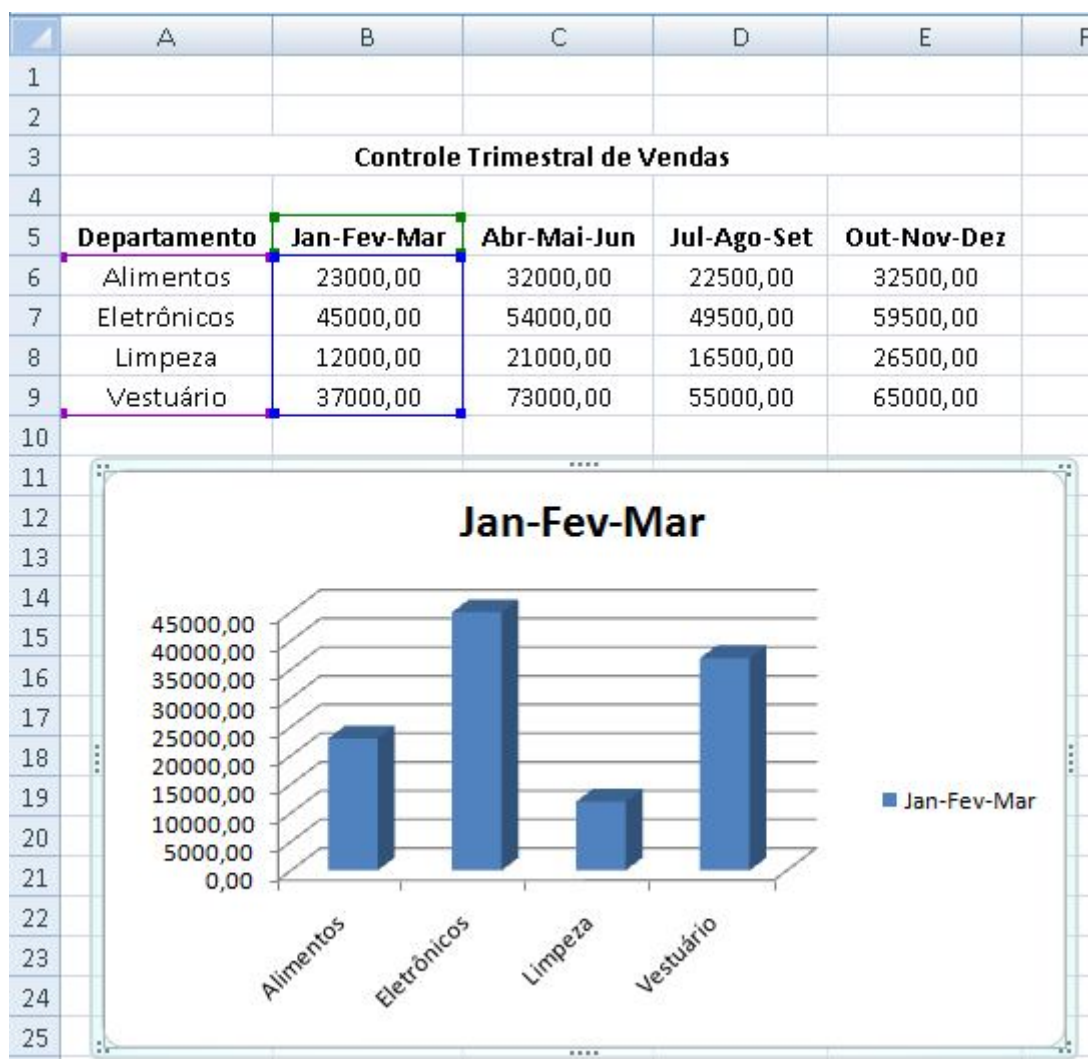 A B C D E F
1
2
3 Controle Trimestral de Vendas
4
5 Departamento Jan-Fev-Mar Abr-Mai-Jun Jul-Ago-Set Out-Nov-Dez
6 Alimentos 23000,00 32000,00 22500,00 32500,00
7 Eletrônicos 45000,00 54000,00 49500,00 59500,00
8 Limpeza 12000,00 21000,00 16500,00 26500,00
9 Vestuário 37000,00 73000,00 55000,00 65000,00
10
11
12
13
14
15
16
17
18
19
20
21
22
23
24
25
Jan-Fev-Mar
45000,00
40000,00
35000,00
30000,00
25000,00
20000,00
15000,00
10000,00
5000,00
0,00
Alimentos Eletrônicos Limpeza Vestuário
Jan-Fev-Mar